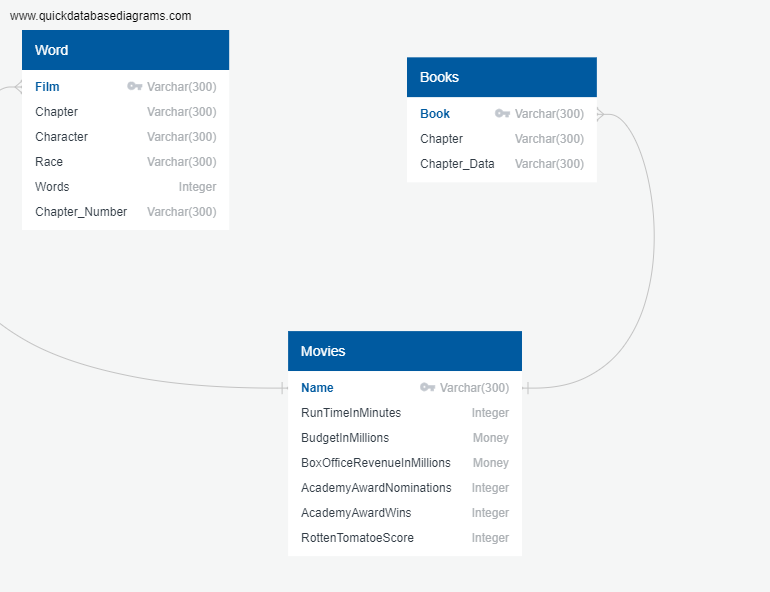 www.quickdatabasediagrams.com
Word
Film Varchar(300)
Chapter Varchar(300)
Character Varchar(300)
Race Varchar(300)
Words Integer
Chapter_Number Varchar(300)
Books
Book Varchar(300)
Chapter Varchar(300)
Chapter_Data Varchar(300)
Movies
Name Varchar(300)
RunTimeInMinutes Integer
BudgetInMillions Money
BoxOfficeRevenueInMillions Money
AcademyAwardNominations Integer
AcademyAwardWins Integer
RottenTomatoeScore Integer